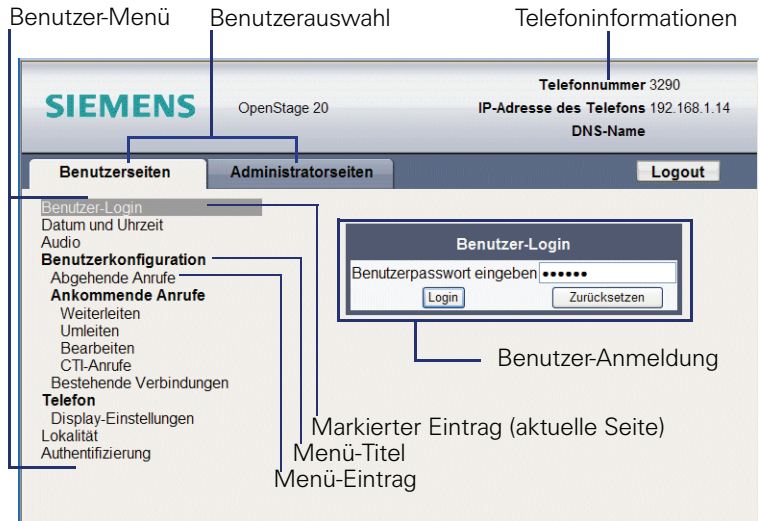 Benutzer-Menü
Benutzerauswahl
Telefoninformationen
SIEMENS
OpenStage 20
Telefonnummer 3290
IP-Adresse des Telefons 192.168.1.14
DNS-Name
Benutzerseiten
Administratorseiten
Logout
Benutzer-Login
Datum und Uhrzeit
Audio
Benutzerkonfiguration
Abgehende Anrufe
Ankommende Anrufe
Weiterleiten
Umleiten
Bearbeiten
CTI-Anrufe
Bestehende Verbindungen
Telefon
Display-Einstellungen
Lokalität
Authentifizierung
Benutzer-Login
Benutzerpasswort eingeben ••••••
Login
Zurücksetzen
Benutzer-Anmeldung
Markierter Eintrag (aktuelle Seite)
Menü-Titel
Menü-Eintrag